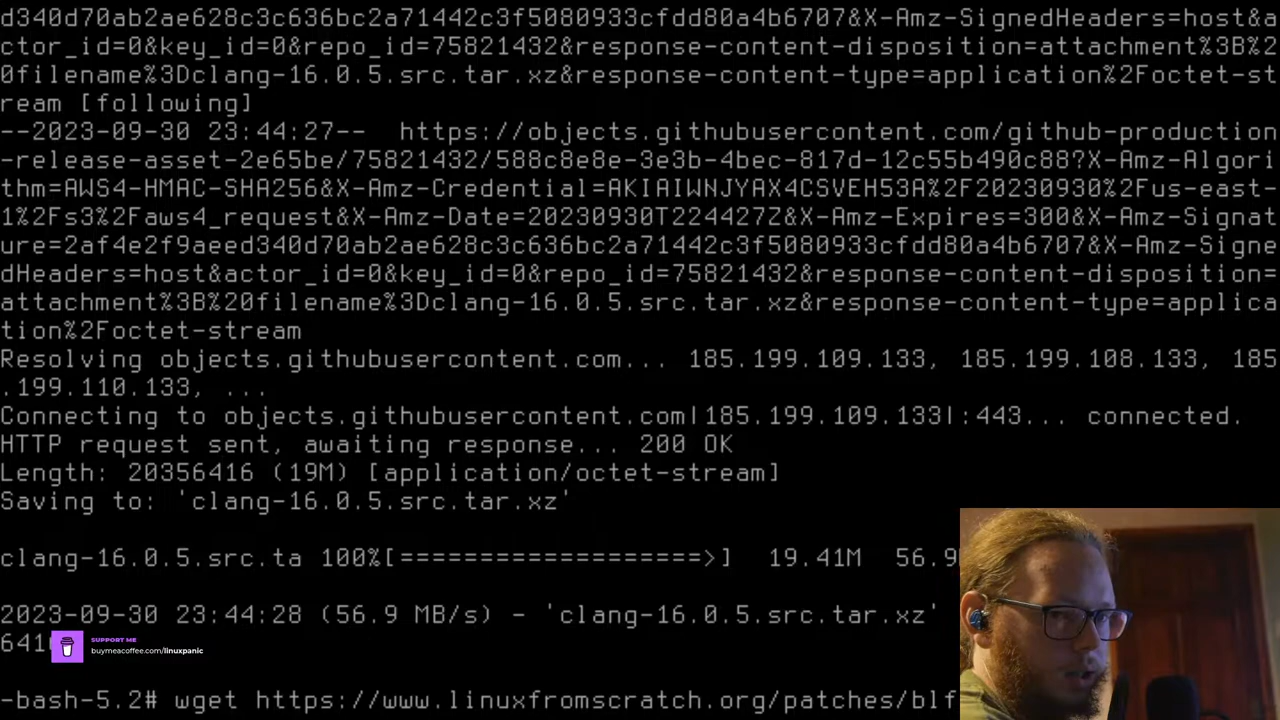 d340d70ab2ae628c3c636bc2a71442c3f5080933cfdd80a4b6707&X-Amz-SignedHeaders=host&a
ctor_id=0&key_id=0&repo_id=75821432&response-content-disposition=attachment%3B%2
0filename%3Dclang-16.0.5.src.tar.xz&response-content-type=application%2Foctet-st
ream [following]
--2023-09-30 23:44:27--  https://objects.githubusercontent.com/github-production
-release-asset-2e65be/75821432/588c8e8e-3e3b-4bec-817d-12c55b490c88?X-Amz-Algori
thm=AWS4-HMAC-SHA256&X-Amz-Credential=AKIAIWNJYAX4CSVEH53A%2F20230930%2Fus-east-
1%2Fs3%2Faws4_request&X-Amz-Date=20230930T224427Z&X-Amz-Expires=300&X-Amz-Signat
ure=2af4e2f9aeed340d70ab2ae628c3c636bc2a71442c3f5080933cfdd80a4b6707&X-Amz-Signe
dHeaders=host&actor_id=0&key_id=0&repo_id=75821432&response-content-disposition=
attachment%3B%20filename%3Dclang-16.0.5.src.tar.xz&response-content-type=applica
tion%2Foctet-stream
Resolving objects.githubusercontent.com... 185.199.109.133, 185.199.108.133, 185
.199.110.133, ...
Connecting to objects.githubusercontent.com|185.199.109.133|:443... connected.
HTTP request sent, awaiting response... 200 OK
Length: 20356416 (19M) [application/octet-stream]
Saving to: 'clang-16.0.5.src.tar.xz'
clang-16.0.5.src.ta 100%[===================>]  19.41M  56.9
2023-09-30 23:44:28 (56.9 MB/s) - 'clang-16.0.5.src.tar.xz'
641
SUPPORT ME
buymeacoffee.com/linuxpanic
-bash-5.2# wget https://www.linuxfromscratch.org/patches/blf